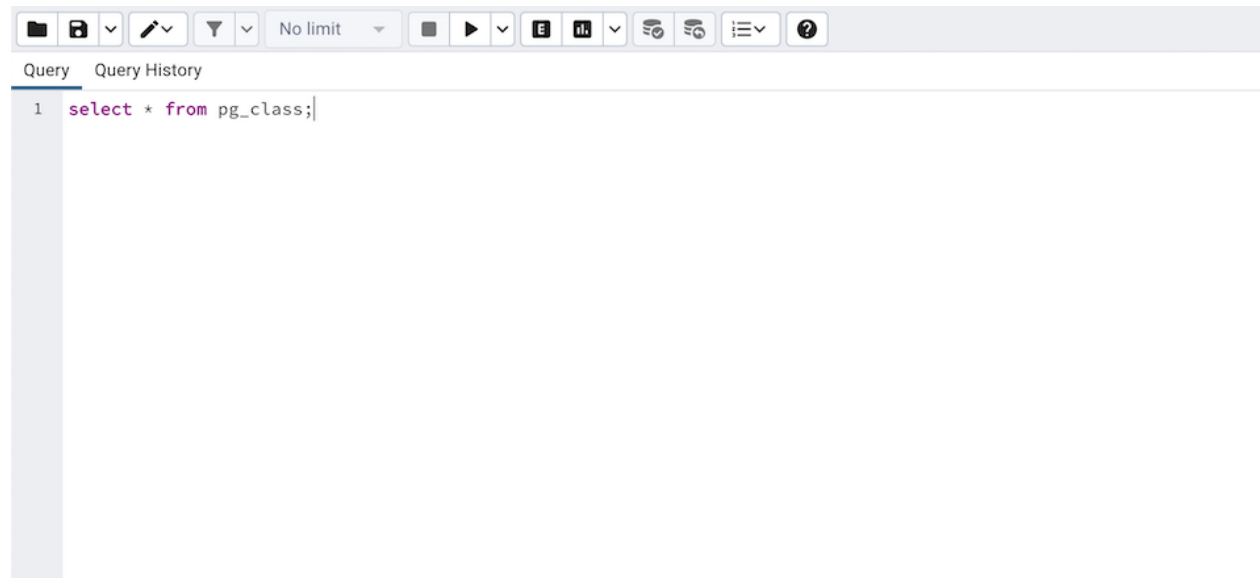 No limit
E
Query Query History
1 select * from pg_class;